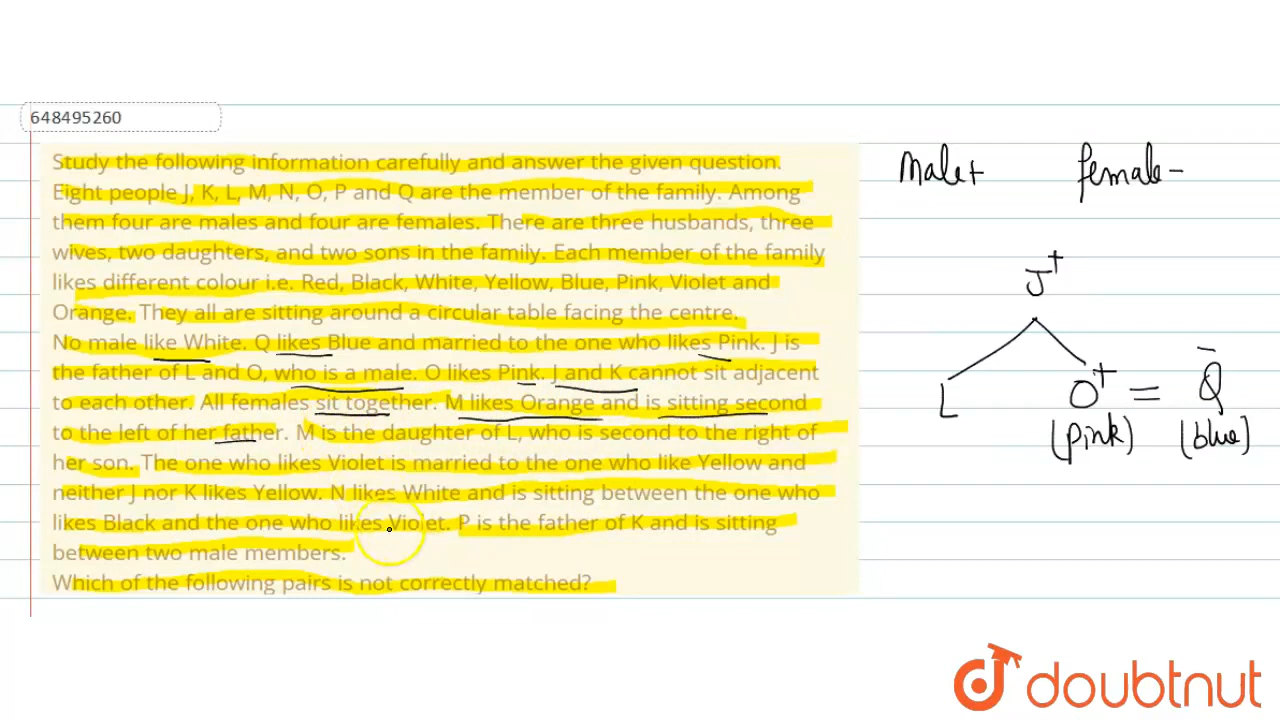 648495260
Study the following information carefully and answer the given question.
Eight people J, K, L, M, N, O, P and Q are the member of the family. Among
them four are males and four are females. There are three husbands, three
wives, two daughters, and two sons in the family. Each member of the family
likes different colour i.e. Red, Black, White, Yellow, Blue, Pink, Violet and
Orange. They all are sitting around a circular table facing the centre.
No male like White. Q likes Blue and married to the one who likes Pink. J is
the father of L and O, who is a male. O likes Pink. J and K cannot sit adjacent
to each other. All females sit together. M likes Orange and is sitting second
to the left of her father. M is the daughter of L, who is second to the right of
her son. The one who likes Violet is married to the one who like Yellow and
neither J nor K likes Yellow. N likes White and is sitting between the one who
likes Black and the one who likes Violet. P is the father of K and is sitting
between two male members.
Which of the following pairs is not correctly matched?
male+ female-
J+
L O+ = Q-
(pink) (blue)
doubtnut